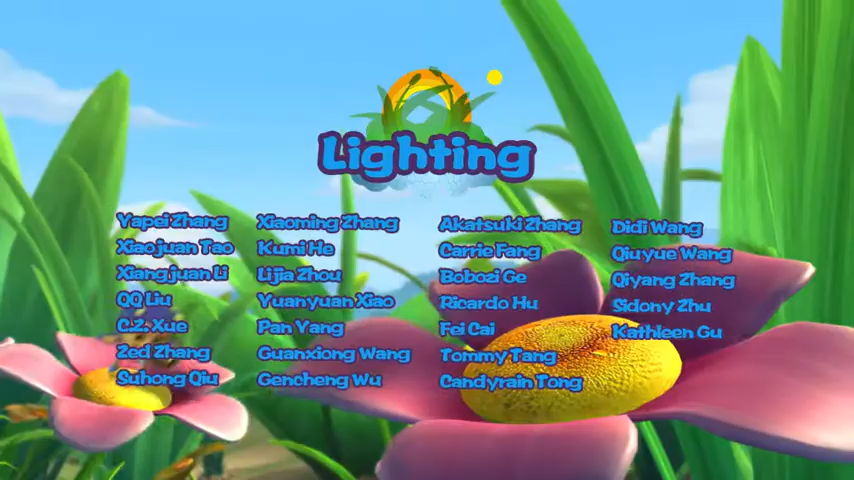 Lighting
Yapei Zhang
Xiaojuan Tao
Xiangjuan Li
QQ Liu
C.Z. Xue
Zed Zhang
Suhong Qiu
Xiaoming Zhang
Kumi He
Lijia Zhou
Yuanyuan Xiao
Pan Yang
Guanxiong Wang
Gencheng Wu
Akatsuki Zhang
Carrie Fang
Bobozi Ge
Ricardo Hu
Fei Cai
Tommy Tang
Candyrain Tong
Didi Wang
Qiuyue Wang
Qiyang Zhang
Sidony Zhu
Kathleen Gu